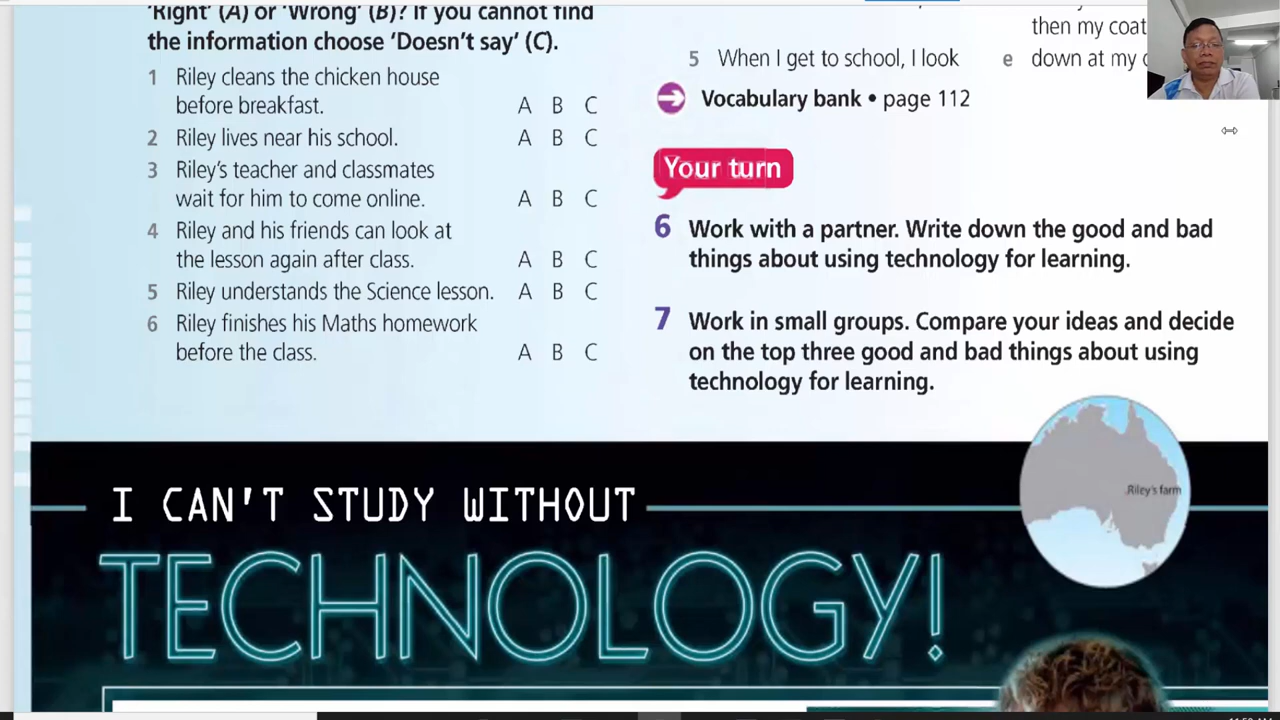 'Right' (A) or 'Wrong' (B)? If you cannot find
the information choose 'Doesn't say' (C).
1 Riley cleans the chicken house
before breakfast. A B C
2 Riley lives near his school. A B C
3 Riley's teacher and classmates
wait for him to come online. A B C
4 Riley and his friends can look at
the lesson again after class. A B C
5 Riley understands the Science lesson. A B C
6 Riley finishes his Maths homework
before the class. A B C
then my coat
5 When I get to school, I look e down at my
Vocabulary bank • page 112
Your turn
6 Work with a partner. Write down the good and bad
things about using technology for learning.
7 Work in small groups. Compare your ideas and decide
on the top three good and bad things about using
technology for learning.
Riley's farm
I CAN'T STUDY WITHOUT
TECHNOLOGY!